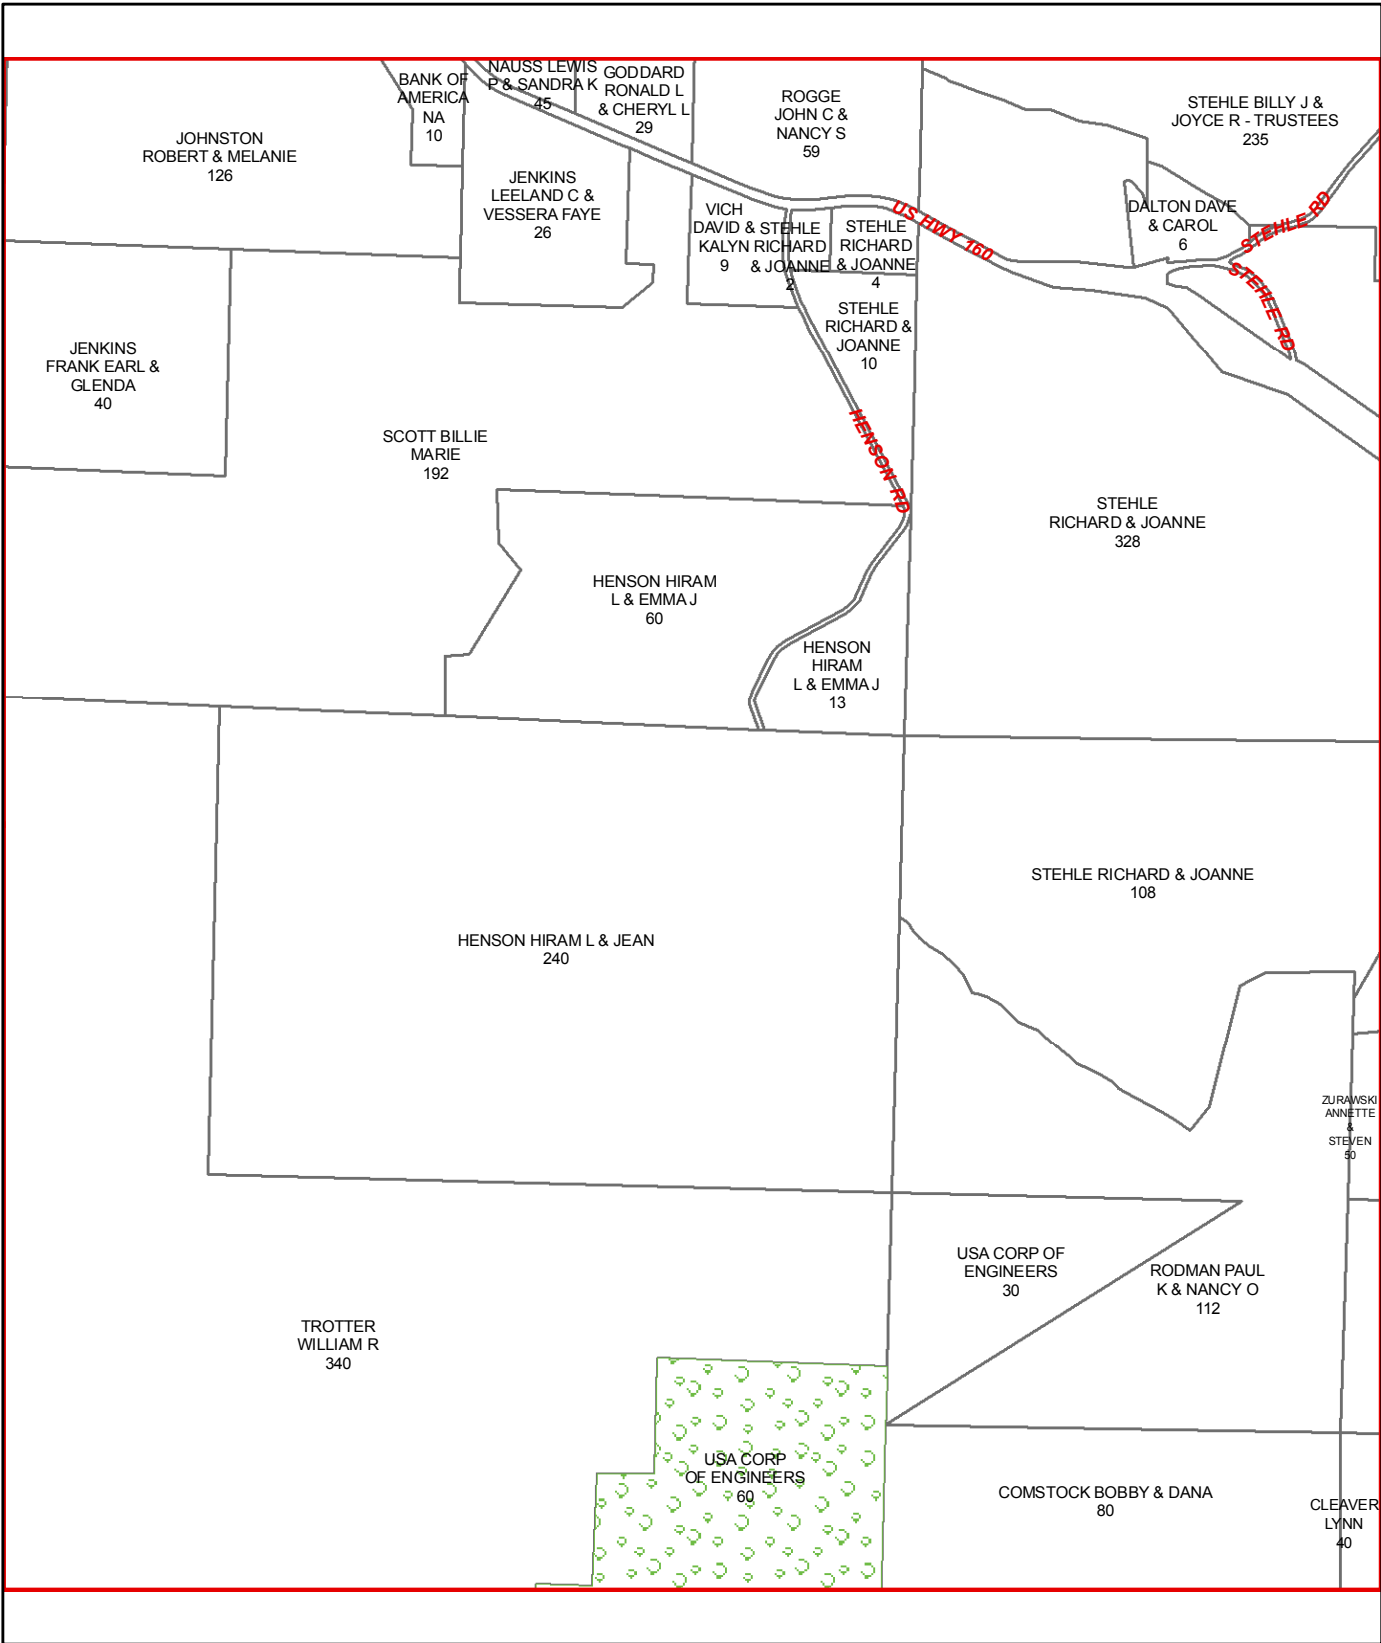 NAUSS LEWIS
P & SANDRA K
45
GODDARD
RONALD L
& CHERYL L
29
BANK OF
AMERICA
NA
10
ROGGE
JOHN C &
NANCY S
59
STEHLE BILLY J &
JOYCE R - TRUSTEES
235
JOHNSTON
ROBERT & MELANIE
126
JENKINS
LEELAND C &
VESSERA FAYE
26
VICH
DAVID &
KALYN
9
STEHLE
RICHARD
& JOANNE
2
STEHLE
RICHARD
& JOANNE
4
US HWY 160
DALTON DAVE
& CAROL
6
STEHLE RD
STEHLE RD
STEHLE
RICHARD &
JOANNE
10
JENKINS
FRANK EARL &
GLENDA
40
SCOTT BILLIE
MARIE
192
HENSON RD
STEHLE
RICHARD & JOANNE
328
HENSON HIRAM
L & EMMA J
60
HENSON
HIRAM
L & EMMA J
13
STEHLE RICHARD & JOANNE
108
HENSON HIRAM L & JEAN
240
ZURAWSKI
ANNETTE
&
STEVEN
50
USA CORP OF
ENGINEERS
30
RODMAN PAUL
K & NANCY O
112
TROTTER
WILLIAM R
340
USA CORP
OF ENGINEERS
60
COMSTOCK BOBBY & DANA
80
CLEAVER
LYNN
40